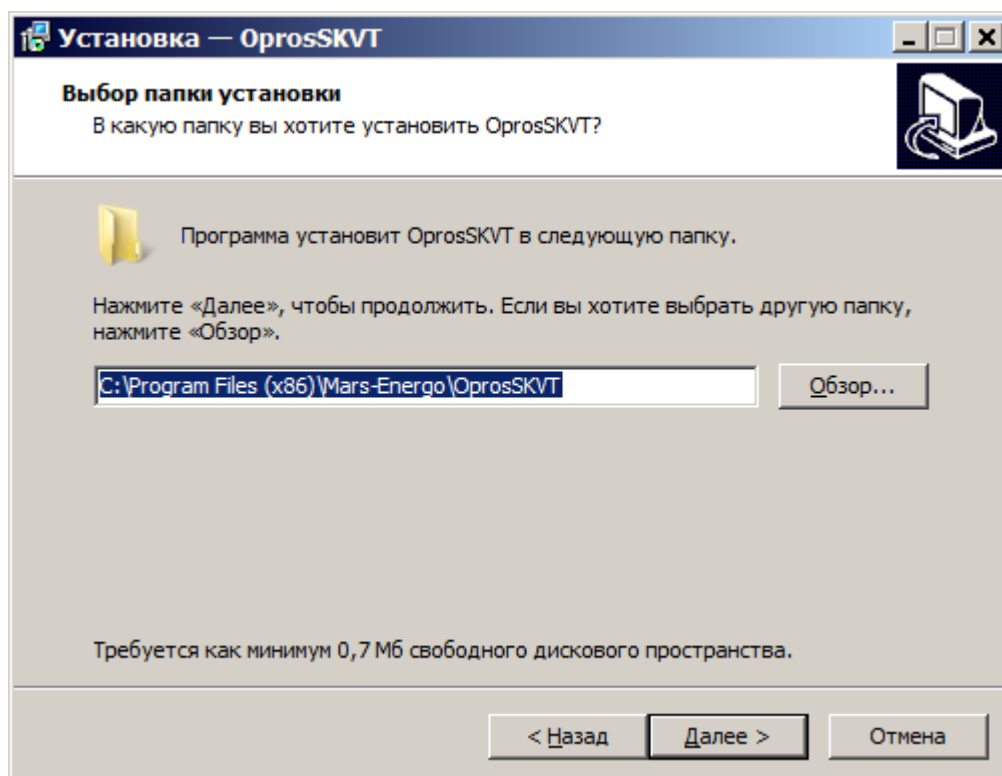 Установка — OprosSKVT
Выбор папки установки
В какую папку вы хотите установить OprosSKVT?
Программа установит OprosSKVT в следующую папку.
Нажмите «Далее», чтобы продолжить. Если вы хотите выбрать другую папку,
нажмите «Обзор».
C:\Program Files (x86)\Mars-Energo\OprosSKVT
Обзор...
Требуется как минимум 0,7 Мб свободного дискового пространства.
< Назад
Далее >
Отмена